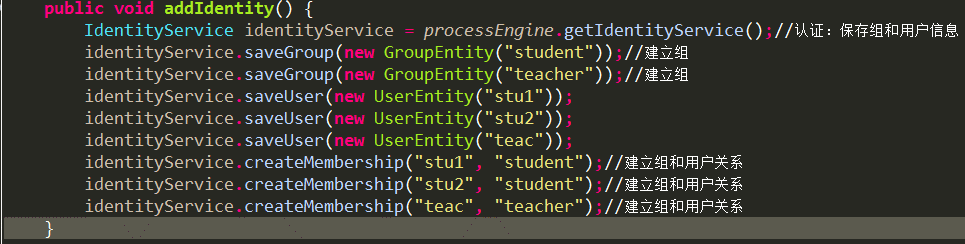 public void addIdentity() {
IdentityService identityService = processEngine.getIdentityService();//认证：保存组和用户信息
identityService.saveGroup(new GroupEntity("student"));//建立组
identityService.saveGroup(new GroupEntity("teacher"));//建立组
identityService.saveUser(new UserEntity("stu1"));
identityService.saveUser(new UserEntity("stu2"));
identityService.saveUser(new UserEntity("teac"));
identityService.createMembership("stu1", "student");//建立组和用户关系
identityService.createMembership("stu2", "student");//建立组和用户关系
identityService.createMembership("teac", "teacher");//建立组和用户关系
}